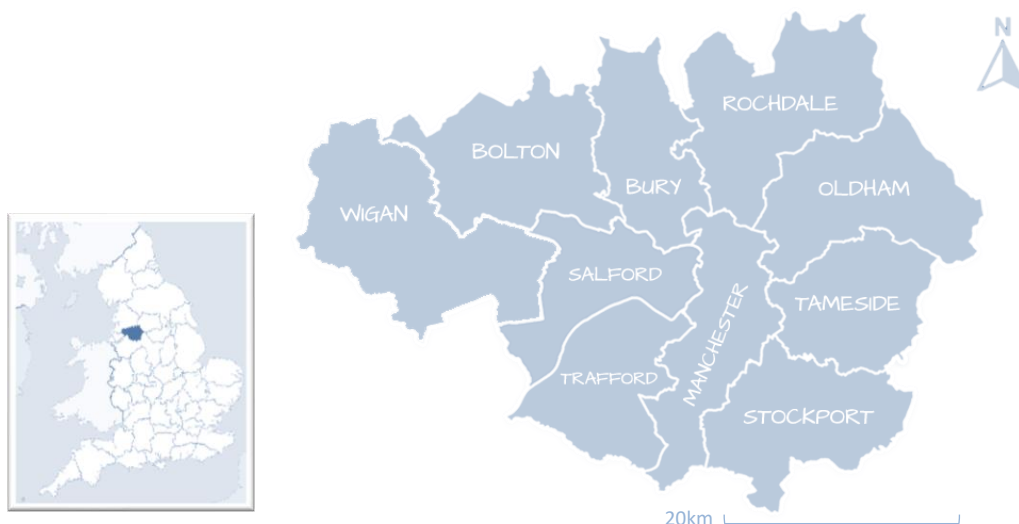 N
ROCHDALE
BOLTON
BURY
OLDHAM
WIGAN
SALFORD
TAMESIDE
MANCHESTER
TRAFFORD
STOCKPORT
20km